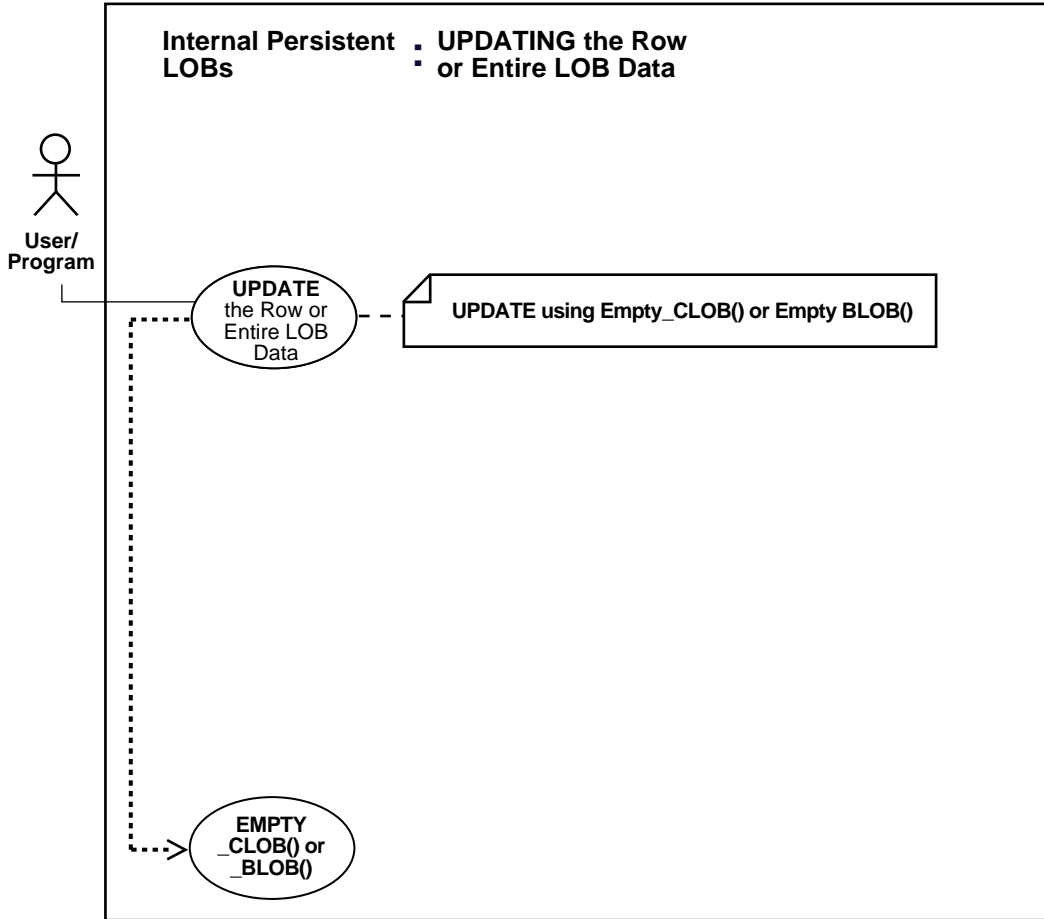 Internal Persistent : UPDATING the Row
LOBs or Entire LOB Data
User/
Program
UPDATE
the Row or
Entire LOB
Data
UPDATE using Empty_CLOB() or Empty BLOB()
EMPTY
_CLOB() or
_BLOB()